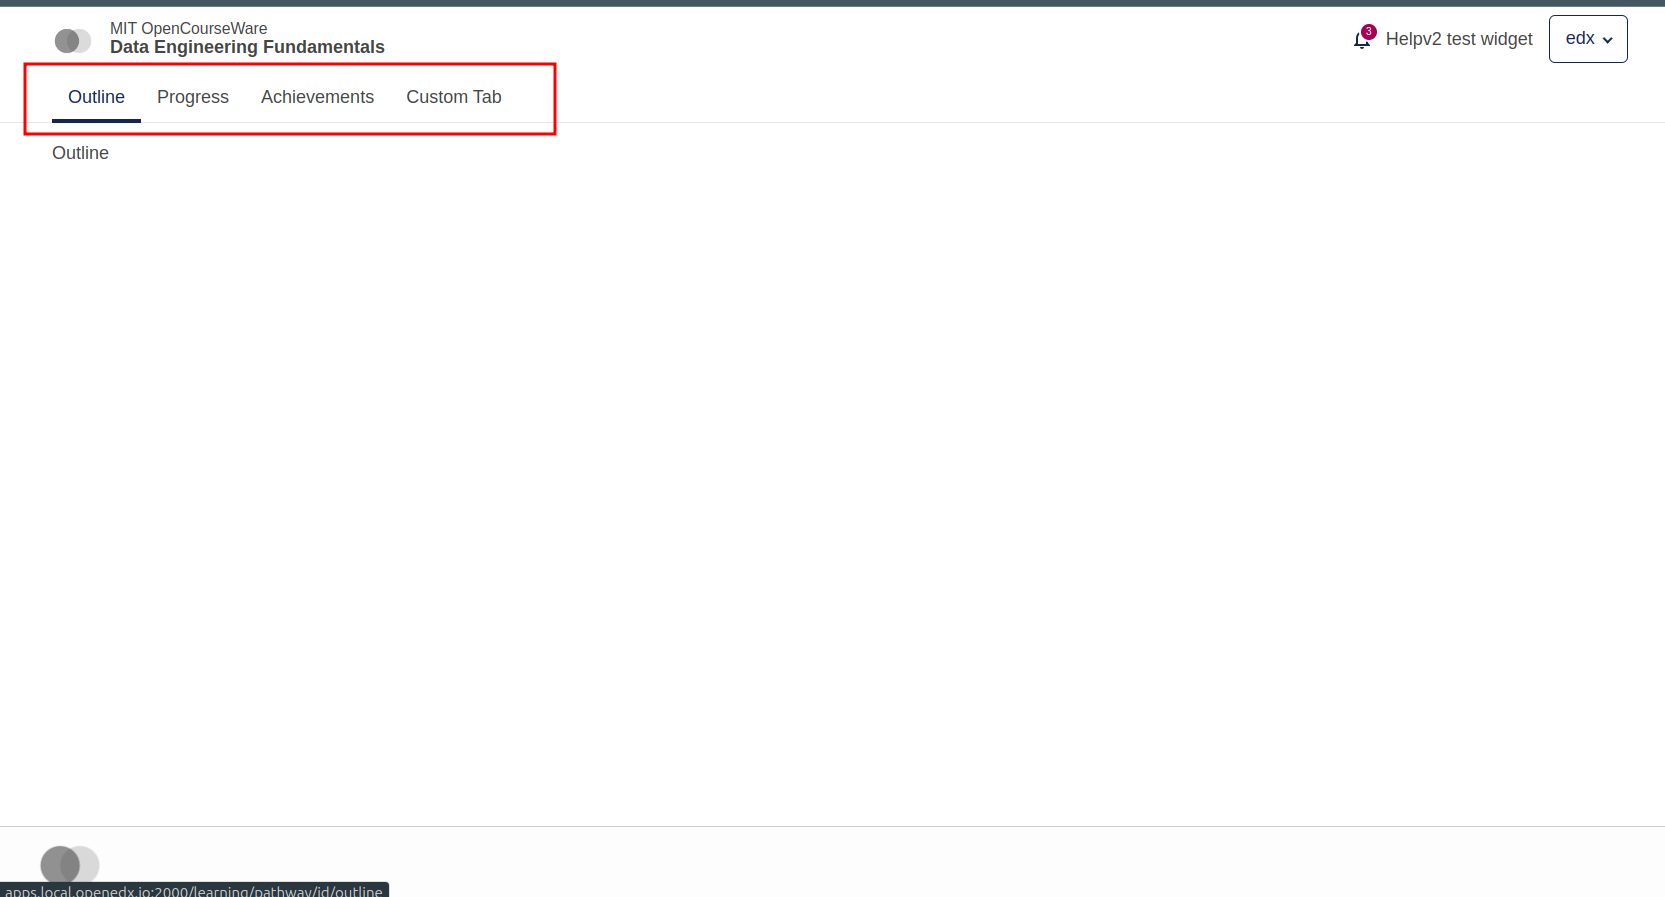 MIT OpenCourseWare
Data Engineering Fundamentals
3
Helpv2 test widget
edx
Outline Progress Achievements Custom Tab
Outline
apps.local.openedx.io:2000/learning/pathway/id/outline